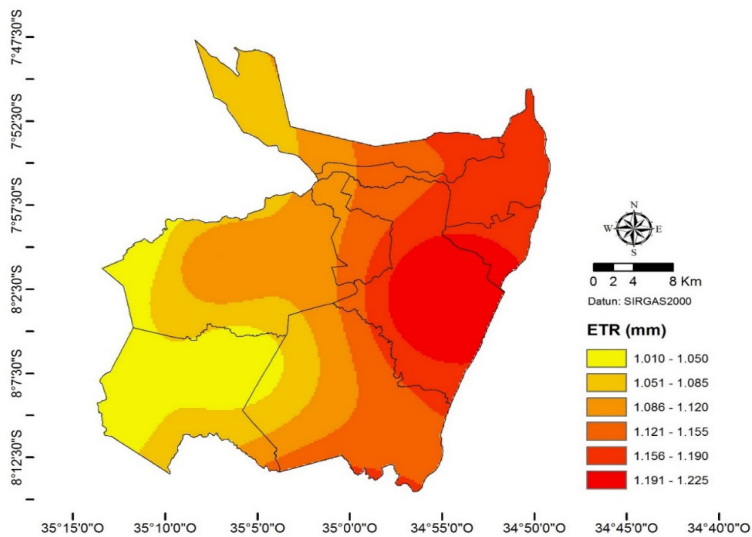 7°47'30"S
7°52'30"S
7°57'30"S
8°2'30"S
8°7'30"S
8°12'30"S
N
W E
S
0 2 4 8 Km
Datun: SIRGAS2000
ETR (mm)
1.010 - 1.050
1.051 - 1.085
1.086 - 1.120
1.121 - 1.155
1.156 - 1.190
1.191 - 1.225
35°15'0"O 35°10'0"O 35°5'0"O 35°0'0"O 34°55'0"O 34°50'0"O 34°45'0"O 34°40'0"O